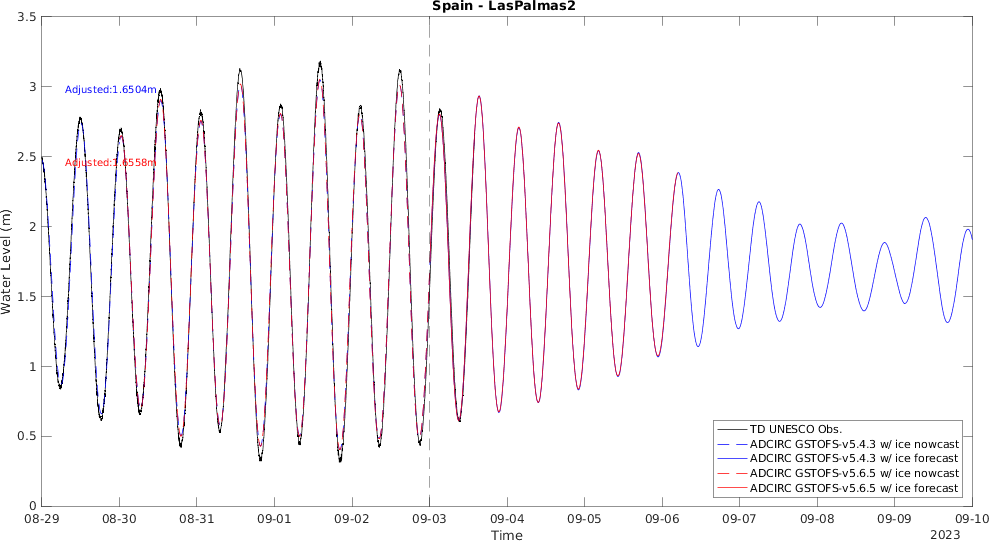 Spain - LasPalmas2
3.5
3
2.5
2
1.5
1
0.5
0
Water Level (m)
Adjusted:1.6504m
Adjusted:1.6558m
TD UNESCO Obs.
ADCIRC GSTOFS-v5.4.3 w/ ice nowcast
ADCIRC GSTOFS-v5.4.3 w/ ice forecast
ADCIRC GSTOFS-v5.6.5 w/ ice nowcast
ADCIRC GSTOFS-v5.6.5 w/ ice forecast
08-29 08-30 08-31 09-01 09-02 09-03 09-04 09-05 09-06 09-07 09-08 09-09 09-10
Time
2023